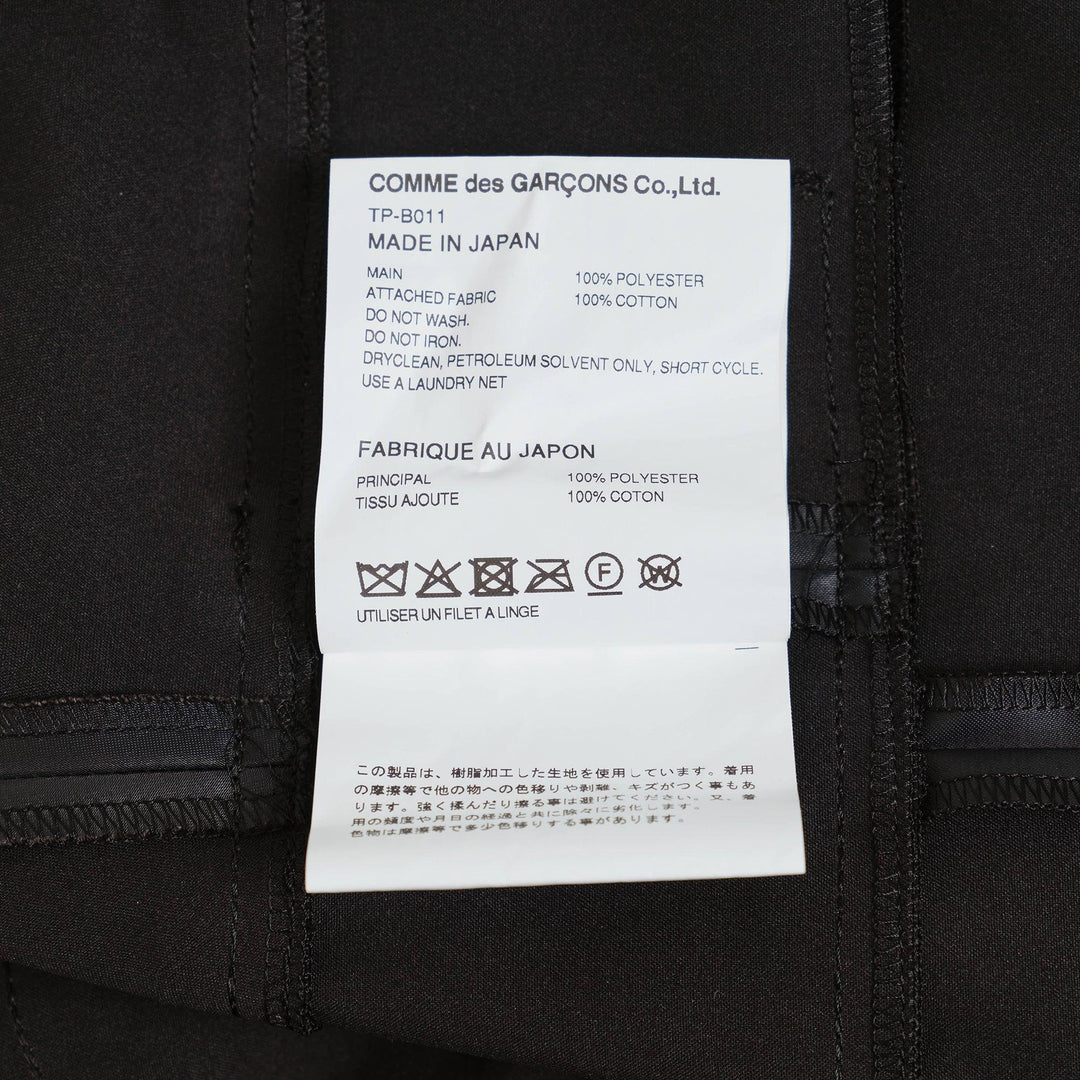 COMME des GARÇONS Co.,Ltd.
TP-B011
MADE IN JAPAN
MAIN 100% POLYESTER
ATTACHED FABRIC 100% COTTON
DO NOT WASH.
DO NOT IRON.
DRYCLEAN, PETROLEUM SOLVENT ONLY, SHORT CYCLE.
USE A LAUNDRY NET
FABRIQUE AU JAPON
PRINCIPAL 100% POLYESTER
TISSU AJOUTE 100% COTON
F W
UTILISER UN FILET A LINGE
この製品は、樹脂加工した生地を使用しています。着用
の摩擦等で他の物への色移りや剥離、キズがつく事もあ
ります。強く揉んだり擦る事は避けてください。又、着
用の頻度や月日の経過と共に除々に劣化します。
色物は摩擦等で多少色移りする事があります。